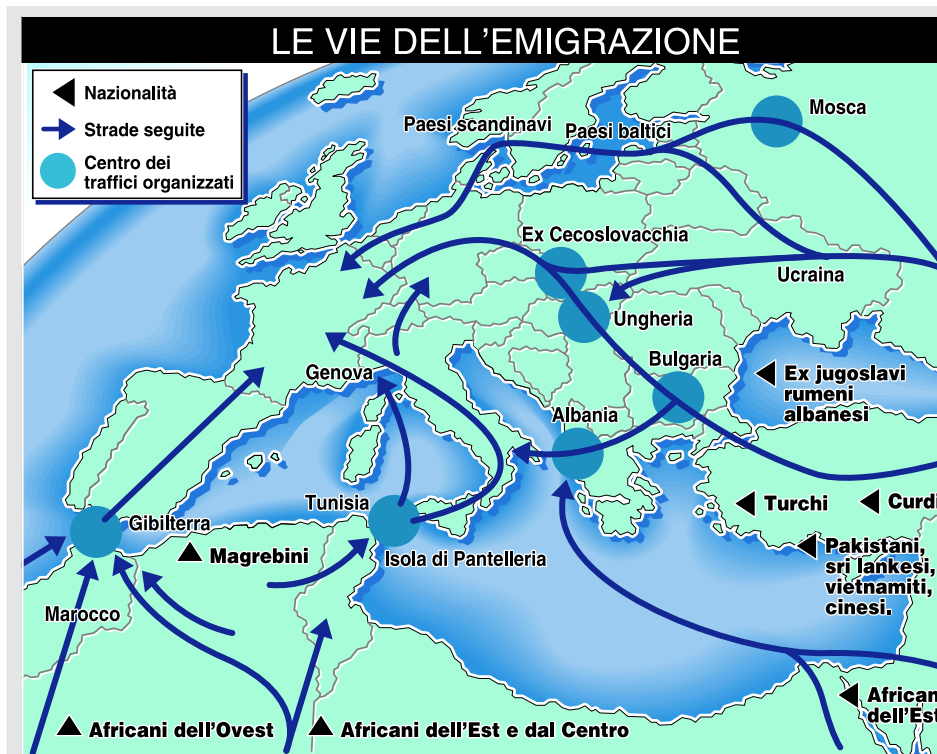 LE VIE DELL'EMIGRAZIONE
Nazionalità
Strade seguite
Centro dei
traffici organizzati
Mosca
Paesi scandinavi
Paesi baltici
Ex Cecoslovacchia
Ucraina
Ungheria
Bulgaria
Genova
Ex jugoslavi
rumeni
albanesi
Albania
Tunisia
Gibilterra
Turchi
Curdi
Magrebini
Isola di Pantelleria
Pakistani,
sri lankesi,
vietnamiti,
cinesi.
Marocco
African
dell'Est
Africani dell'Ovest
Africani dell'Est e dal Centro